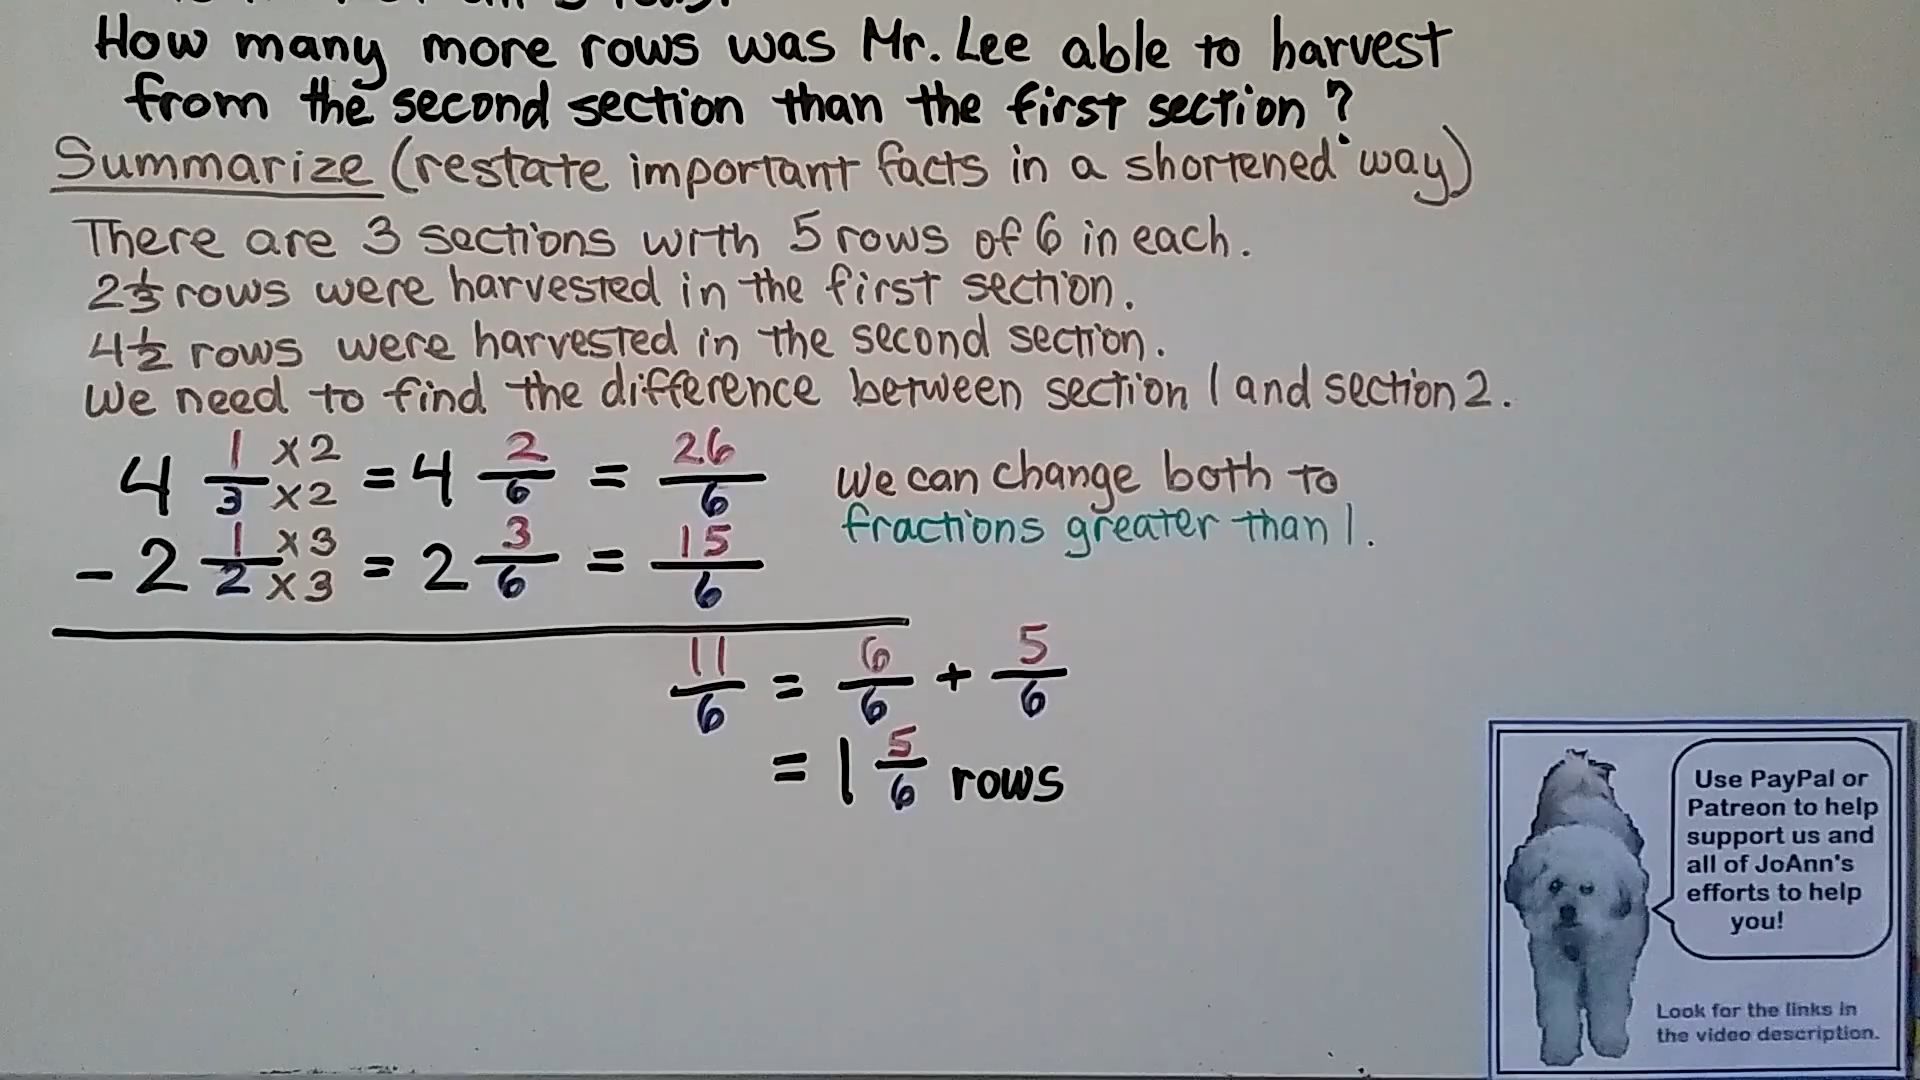 How many more rows was Mr. Lee able to harvest
from the second section than the first section?
Summarize (restate important facts in a shortened way)
There are 3 sections with 5 rows of 6 in each.
2 1/3 rows were harvested in the first section.
4 1/2 rows were harvested in the second section.
We need to find the difference between section 1 and section 2.
4 1/3 ×2/×2 = 4 2/6 = 26/6
- 2 1/2 ×3/×3 = 2 3/6 = 15/6
We can change both to
fractions greater than 1.
11/6 = 6/6 + 5/6
= 1 5/6 rows
Use PayPal or
Patreon to help
support us and
all of JoAnn's
efforts to help
you!
Look for the links in
the video description.